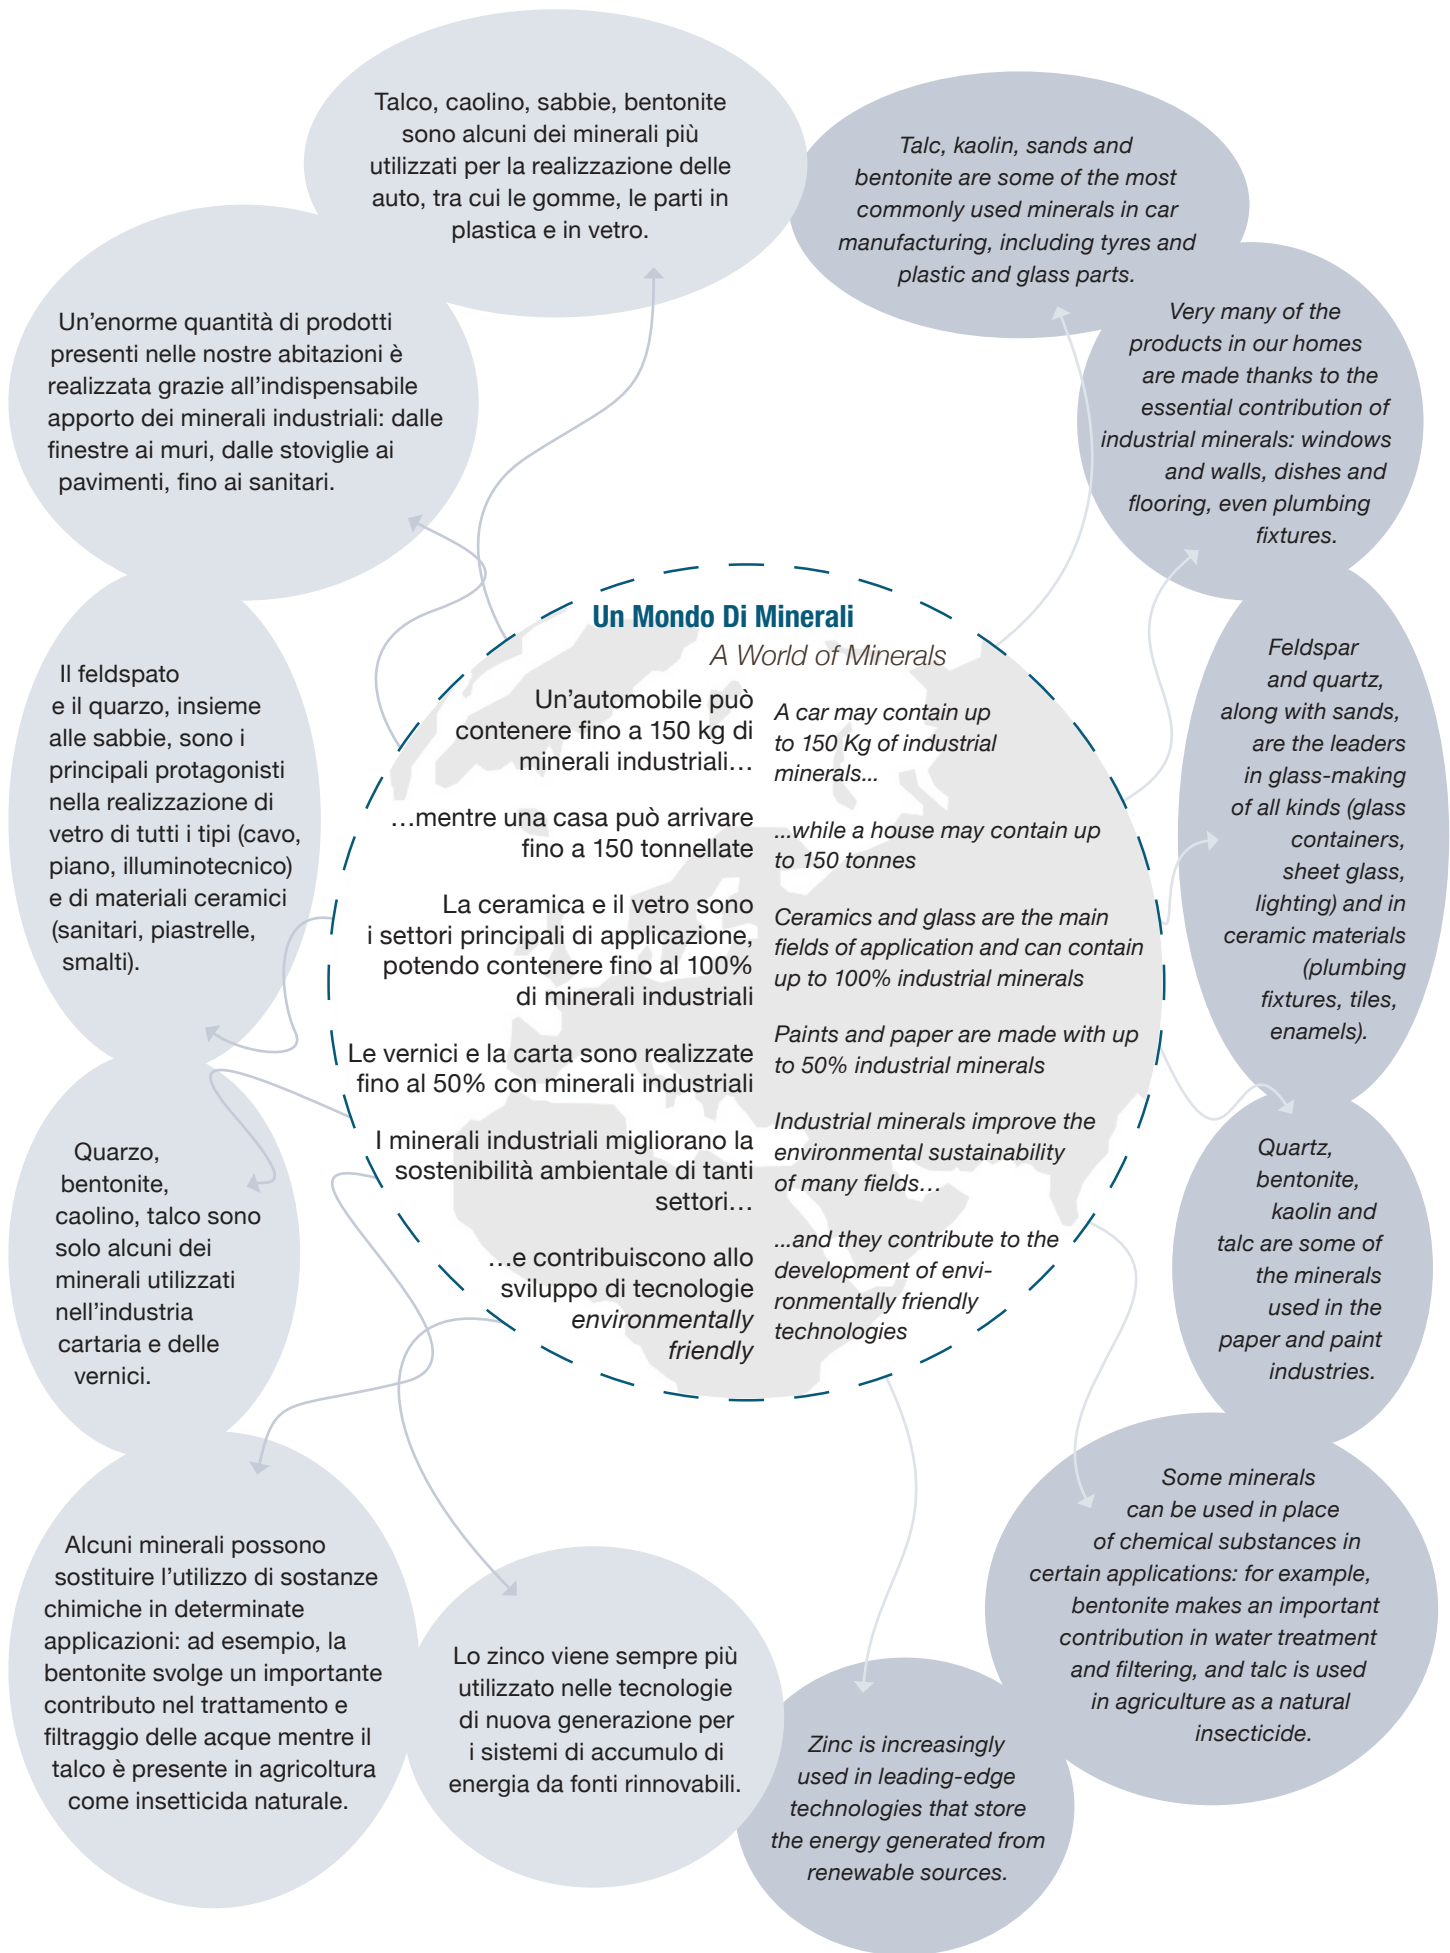 Talco, caolino, sabbie, bentonite
sono alcuni dei minerali più
utilizzati per la realizzazione delle
auto, tra cui le gomme, le parti in
plastica e in vetro.
Talc, kaolin, sands and
bentonite are some of the most
commonly used minerals in car
manufacturing, including tyres and
plastic and glass parts.
Un'enorme quantità di prodotti
presenti nelle nostre abitazioni è
realizzata grazie all'indispensabile
apporto dei minerali industriali: dalle
finestre ai muri, dalle stoviglie ai
pavimenti, fino ai sanitari.
Very many of the
products in our homes
are made thanks to the
essential contribution of
industrial minerals: windows
and walls, dishes and
flooring, even plumbing
fixtures.
Un Mondo Di Minerali
A World of Minerals
Un'automobile può
contenere fino a 150 kg di
minerali industriali…
…mentre una casa può arrivare
fino a 150 tonnellate
La ceramica e il vetro sono
i settori principali di applicazione,
potendo contenere fino al 100%
di minerali industriali
Le vernici e la carta sono realizzate
fino al 50% con minerali industriali
I minerali industriali migliorano la
sostenibilità ambientale di tanti
settori…
…e contribuiscono allo
sviluppo di tecnologie
environmentally
friendly
A car may contain up
to 150 Kg of industrial
minerals...
...while a house may contain up
to 150 tonnes
Ceramics and glass are the main
fields of application and can contain
up to 100% industrial minerals
Paints and paper are made with up
to 50% industrial minerals
Industrial minerals improve the
environmental sustainability
of many fields…
...and they contribute to the
development of envi-
ronmentally friendly
technologies
Il feldspato
e il quarzo, insieme
alle sabbie, sono i
principali protagonisti
nella realizzazione di
vetro di tutti i tipi (cavo,
piano, illuminotecnico)
e di materiali ceramici
(sanitari, piastrelle,
smalti).
Feldspar
and quartz,
along with sands,
are the leaders
in glass-making
of all kinds (glass
containers,
sheet glass,
lighting) and in
ceramic materials
(plumbing
fixtures, tiles,
enamels).
Quarzo,
bentonite,
caolino, talco sono
solo alcuni dei
minerali utilizzati
nell'industria
cartaria e delle
vernici.
Quartz,
bentonite,
kaolin and
talc are some of
the minerals
used in the
paper and paint
industries.
Alcuni minerali possono
sostituire l'utilizzo di sostanze
chimiche in determinate
applicazioni: ad esempio, la
bentonite svolge un importante
contributo nel trattamento e
filtraggio delle acque mentre il
talco è presente in agricoltura
come insetticida naturale.
Some minerals
can be used in place
of chemical substances in
certain applications: for example,
bentonite makes an important
contribution in water treatment
and filtering, and talc is used
in agriculture as a natural
insecticide.
Lo zinco viene sempre più
utilizzato nelle tecnologie
di nuova generazione per
i sistemi di accumulo di
energia da fonti rinnovabili.
Zinc is increasingly
used in leading-edge
technologies that store
the energy generated from
renewable sources.